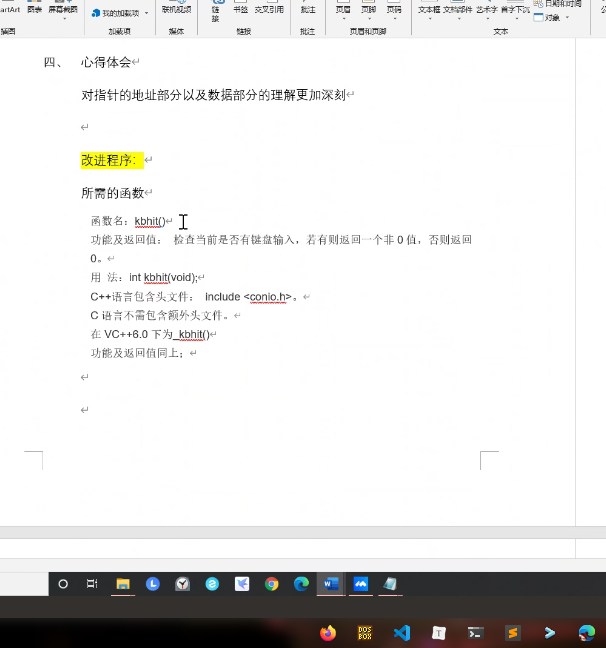 artArt 图表 屏幕截图 我的加载项 联机视频 链接 书签 交叉引用 批注 页眉 页脚 页码 文本框 文档部件 艺术字 首字下沉 日期和时间
对象
插图 加载项 媒体 链接 批注 页眉和页脚 文本
四、 心得体会
对指针的地址部分以及数据部分的理解更加深刻
改进程序：
所需的函数
函数名：kbhit()
功能及返回值： 检查当前是否有键盘输入，若有则返回一个非 0 值，否则返回
0。
用 法：int kbhit(void);
C++语言包含头文件： include <conio.h>。
C 语言不需包含额外头文件。
在 VC++6.0 下为_kbhit()
功能及返回值同上；
DOS
BOX